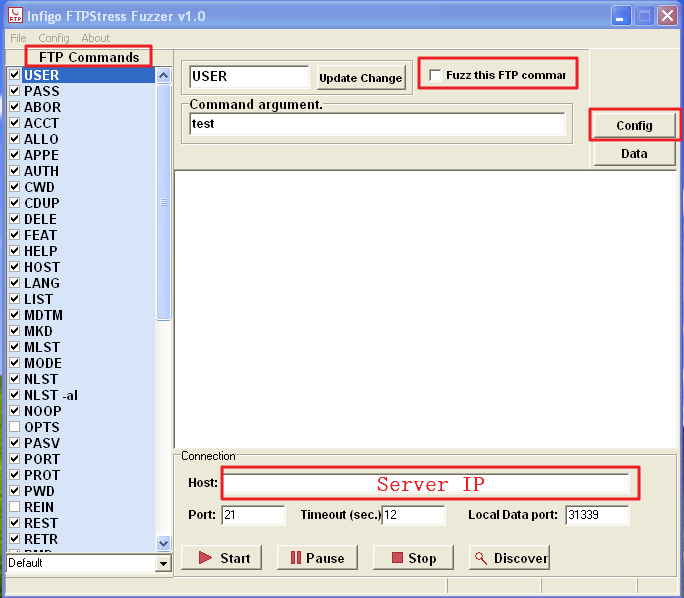 FTP
Infigo FTPStress Fuzzer v1.0
File Config About
FTP Commands
USER
PASS
ABOR
ACCT
ALLO
APPE
AUTH
CWD
CDUP
DELE
FEAT
HELP
HOST
LANG
LIST
MDTM
MKD
MLST
MODE
NLST
NLST -al
NOOP
OPTS
PASV
PORT
PROT
PWD
REIN
REST
RETR
Default
USER
Update Change
Fuzz this FTP commar
Command argument.
test
Config
Data
Connection
Host: Server IP
Port: 21 Timeout (sec.) 12 Local Data port: 31339
Start Pause Stop Discover